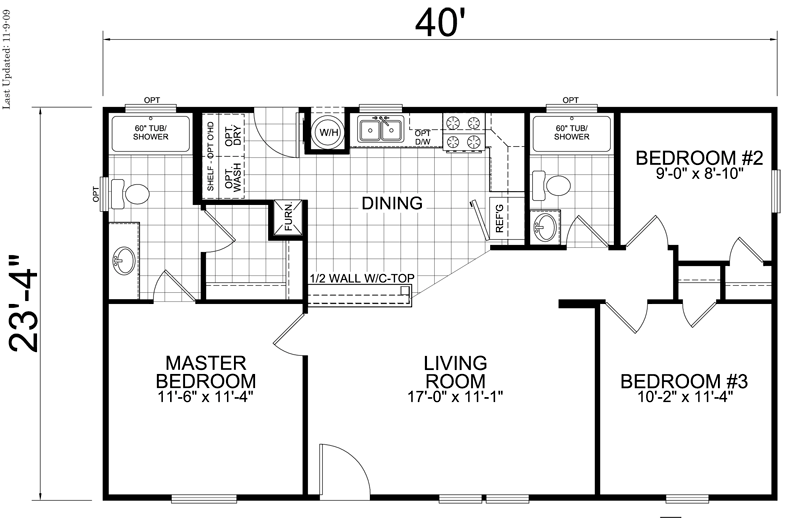 Last Updated: 11-9-09
40'
23'-4"
OPT
60" TUB/
SHOWER
OPT
SHELF - OPT O'HD
OPT.
DRY
OPT.
WASH
W/H
OPT
D/W
OPT
60" TUB/
SHOWER
BEDROOM #2
9'-0" x 8'-10"
DINING
REF'G
FURN.
1/2 WALL W/C-TOP
MASTER
BEDROOM
11'-6" x 11'-4"
LIVING
ROOM
17'-0" x 11'-1"
BEDROOM #3
10'-2" x 11'-4"